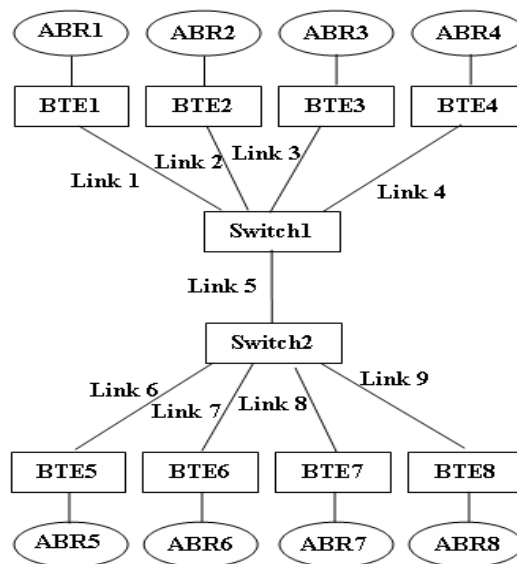 ABR1 ABR2 ABR3 ABR4
BTE1 BTE2 BTE3 BTE4
Link 1 Link 2 Link 3 Link 4
Switch1
Link 5
Switch2
Link 6 Link 7 Link 8 Link 9
BTE5 BTE6 BTE7 BTE8
ABR5 ABR6 ABR7 ABR8